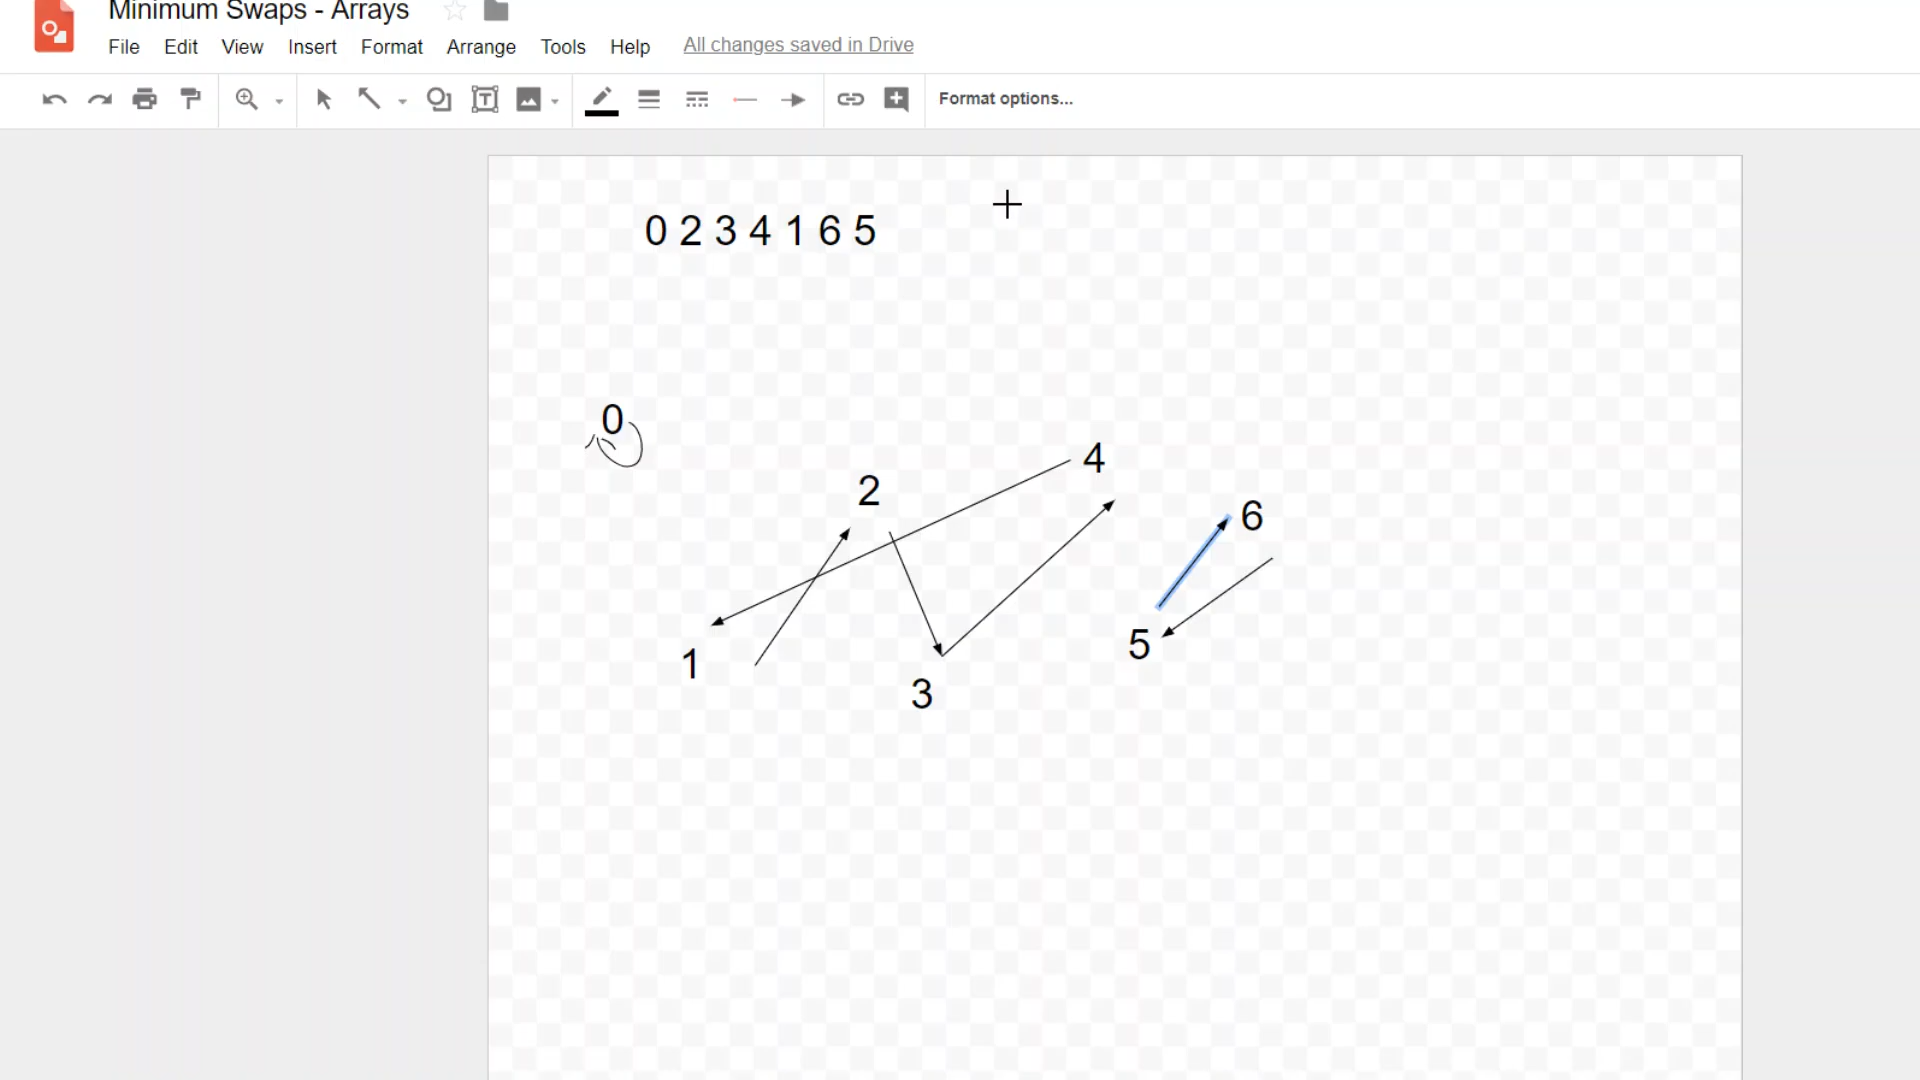 Minimum Swaps - Arrays
File Edit View Insert Format Arrange Tools Help All changes saved in Drive
Format options...
0 2 3 4 1 6 5
0
4
2
6
5
1
3